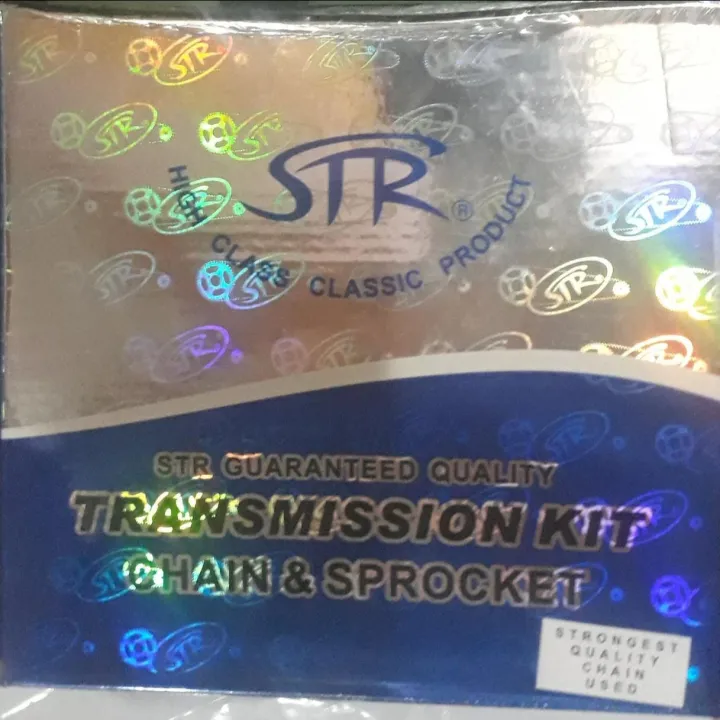 STR®
HIGH CLASS CLASSIC PRODUCT
STR GUARANTEED QUALITY
TRANSMISSION KIT
CHAIN & SPROCKET
STRONGEST
QUALITY
CHAIN
USED